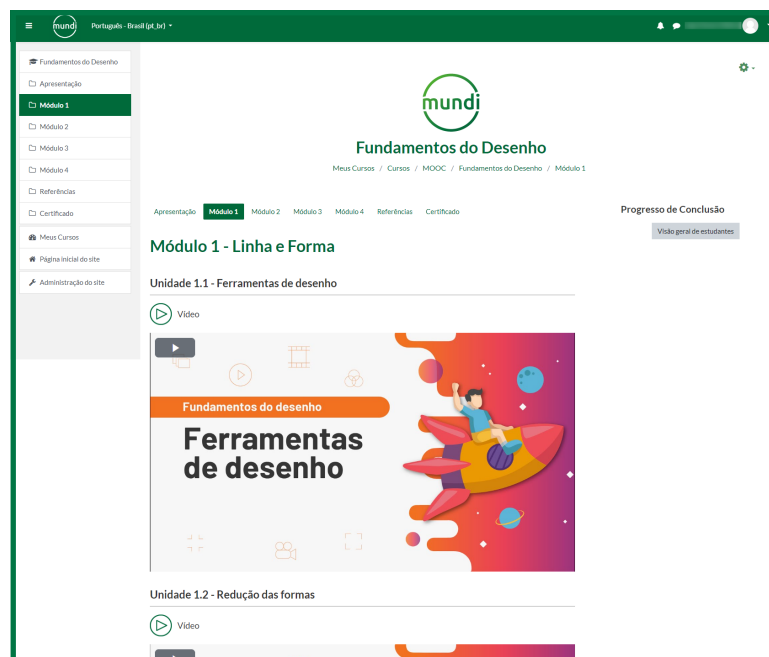 mundi
Português - Brasil (pt_br)
Fundamentos do Desenho
Apresentação
Módulo 1
Módulo 2
Módulo 3
Módulo 4
Referências
Certificado
Meus Cursos
Página inicial do site
Administração do site
mundi
Fundamentos do Desenho
Meus Cursos / Cursos / MOOC / Fundamentos do Desenho / Módulo 1
Apresentação Módulo 1 Módulo 2 Módulo 3 Módulo 4 Referências Certificado
Progresso de Conclusão
Visão geral de estudantes
Módulo 1 - Linha e Forma
Unidade 1.1 - Ferramentas de desenho
Vídeo
Fundamentos do desenho
Ferramentas
de desenho
Unidade 1.2 - Redução das formas
Vídeo